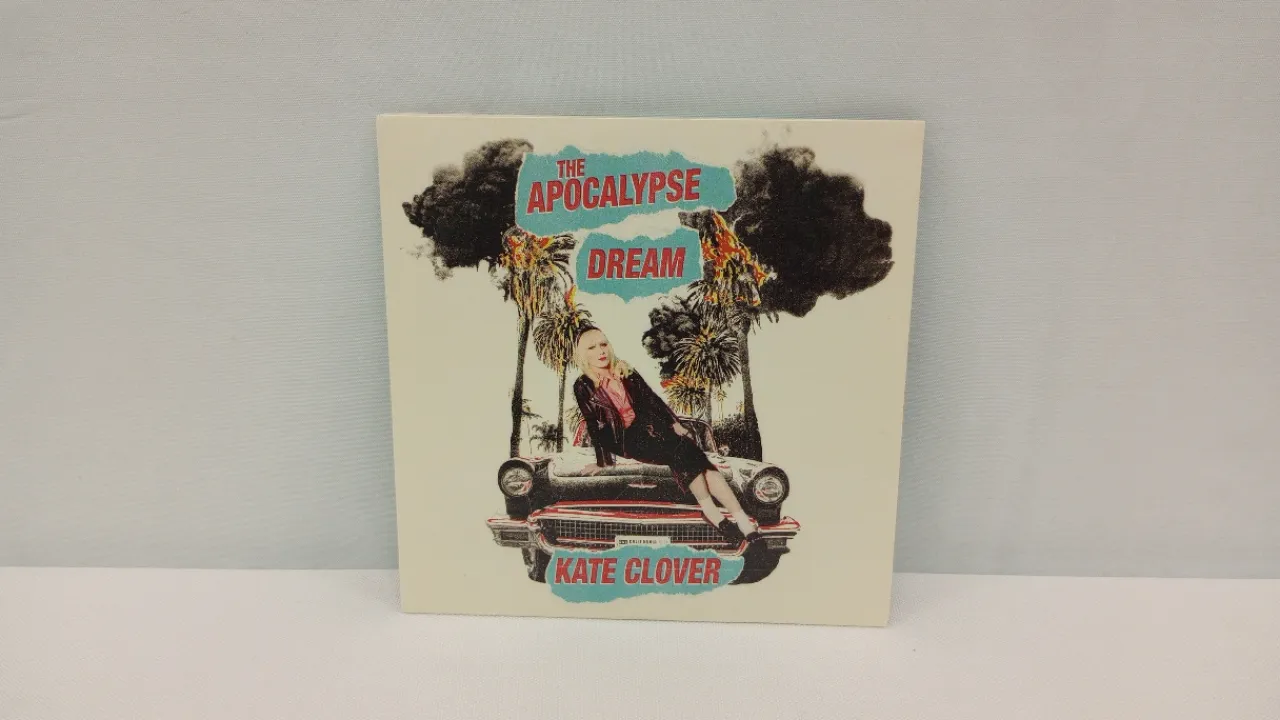 THE
APOCALYPSE
DREAM
KATE CLOVER